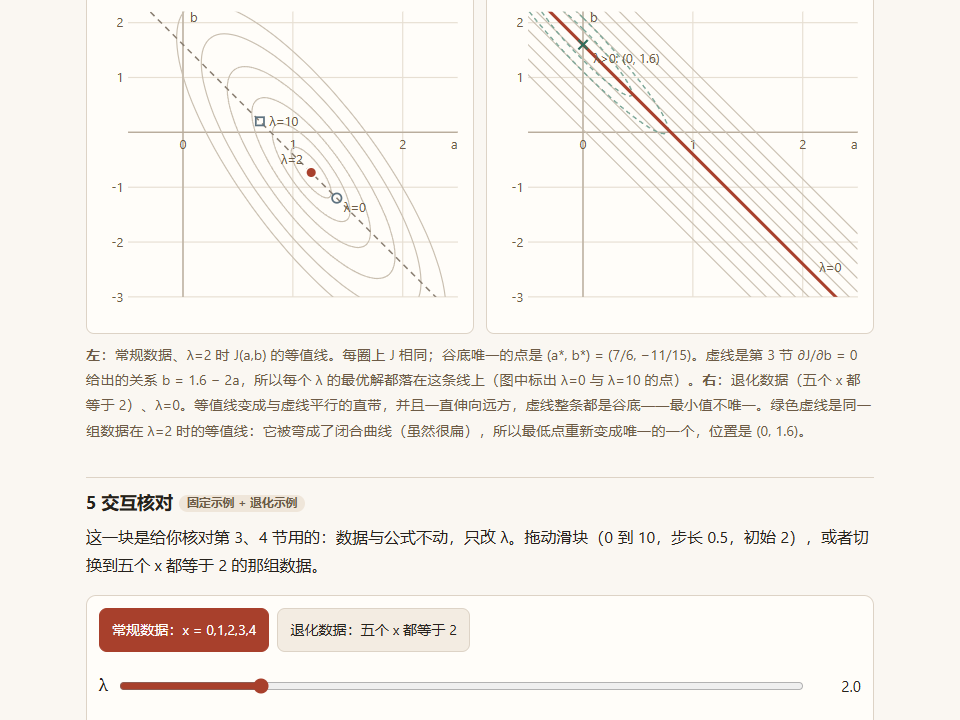 2
b
1
λ=10
0
1
2
a
λ=2
-1
λ=0
-2
-3
2
b
λ>0: (0, 1.6)
1
0
1
2
a
-1
-2
λ=0
-3
左：常规数据、λ=2 时 J(a,b) 的等值线。每圈上 J 相同；谷底唯一的点是 (a*, b*) = (7/6, −11/15)。虚线是第 3 节 ∂J/∂b = 0
给出的关系 b = 1.6 − 2a，所以每个 λ 的最优解都落在这条线上（图中标出 λ=0 与 λ=10 的点）。右：退化数据（五个 x 都
等于 2）、λ=0。等值线变成与虚线平行的直带，并且一直伸向远方，虚线整条都是谷底——最小值不唯一。绿色虚线是同一
组数据在 λ=2 时的等值线：它被弯成了闭合曲线（虽然很扁），所以最低点重新变成唯一的一个，位置是 (0, 1.6)。
5 交互核对 固定示例 + 退化示例
这一块是给你核对第 3、4 节用的：数据与公式不动，只改 λ。拖动滑块（0 到 10，步长 0.5，初始 2），或者切
换到五个 x 都等于 2 的那组数据。
常规数据：x = 0,1,2,3,4
退化数据：五个 x 都等于 2
λ
2.0